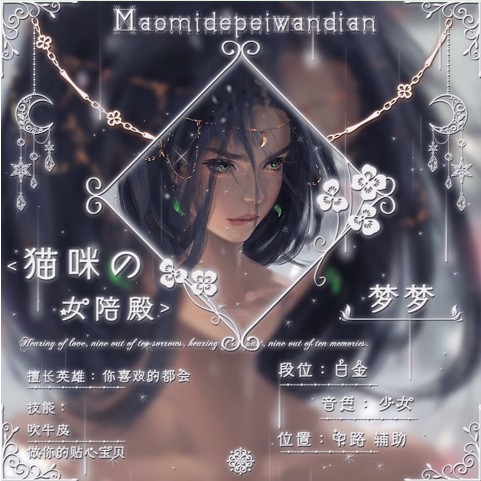 Maomidepeiwandian
<猫咪の
女陪殿>
梦梦
Hearing of love, nine out of ten sorrows, hearing of, nine out of ten memories.
擅长英雄：你喜欢的都会
段位：白金
技能：
音色：少女
吹牛皮
位置：中路 辅助
做你的贴心宝贝